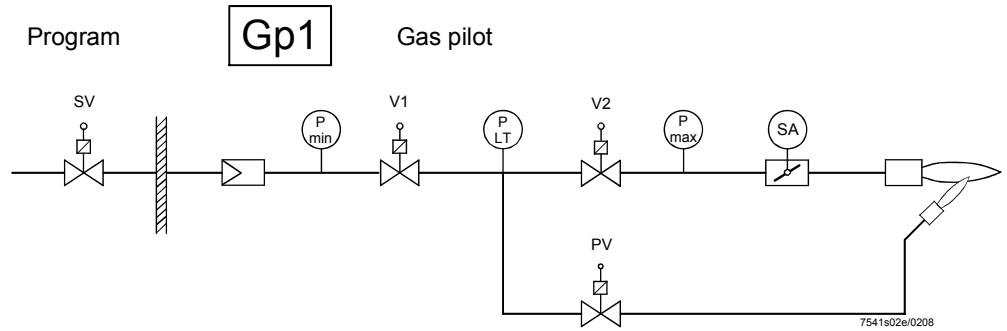 Program Gp1 Gas pilot
SV
V1
V2
P
min
P
LT
P
max
SA
PV
7541s02e/0208